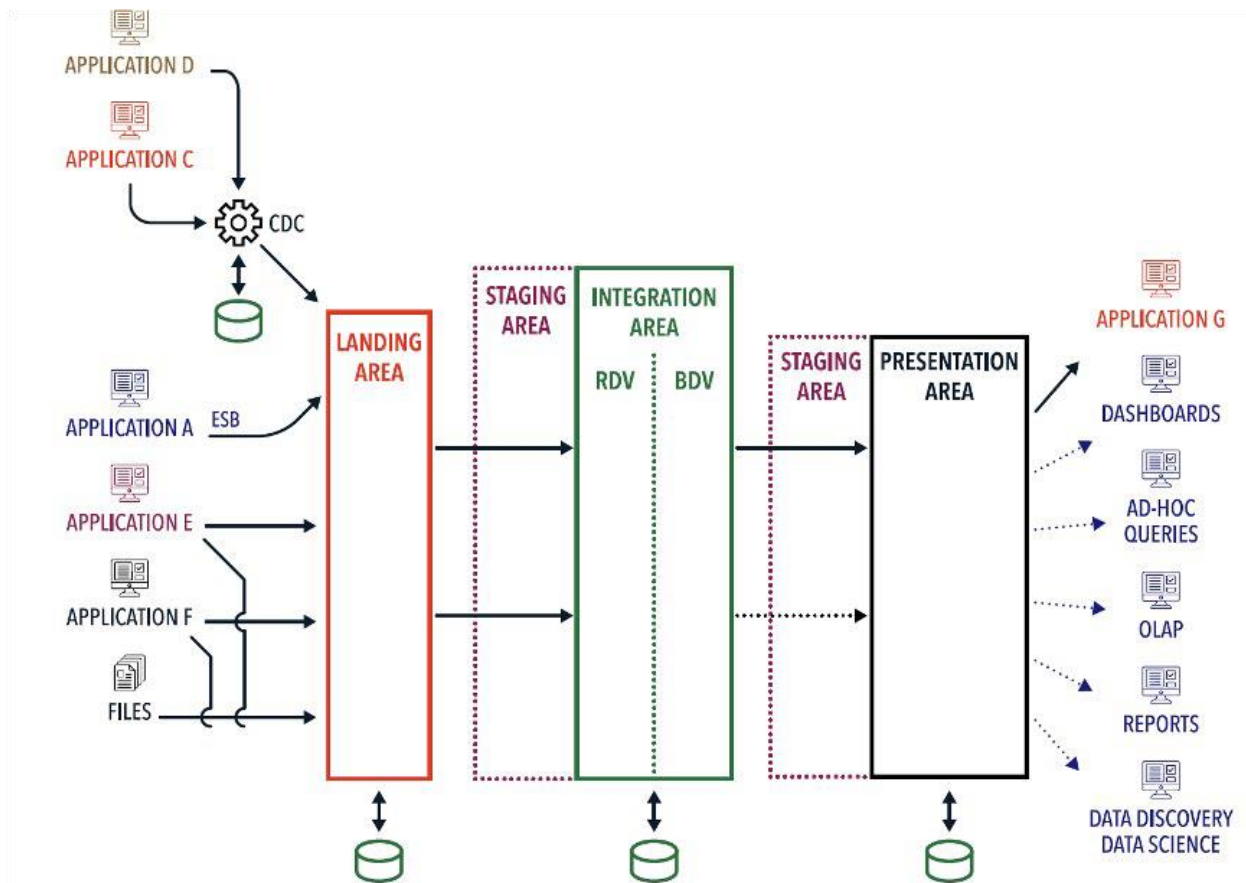 APPLICATION D
APPLICATION C
CDC
APPLICATION A
ESB
APPLICATION E
APPLICATION F
FILES
LANDING
AREA
STAGING
AREA
INTEGRATION
AREA
RDV
BDV
STAGING
AREA
PRESENTATION
AREA
APPLICATION G
DASHBOARDS
AD-HOC
QUERIES
OLAP
REPORTS
DATA DISCOVERY
DATA SCIENCE